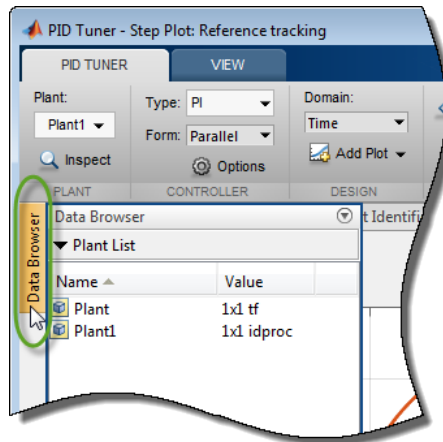 PID Tuner - Step Plot: Reference tracking
PID TUNER VIEW
Plant: Type: PI Domain:
Plant1 Form: Parallel Time
Inspect Options Add Plot
PLANT CONTROLLER DESIGN
Data Browser
Data Browser t Identifi
Plant List
Name Value
Plant 1x1 tf
Plant1 1x1 idproc